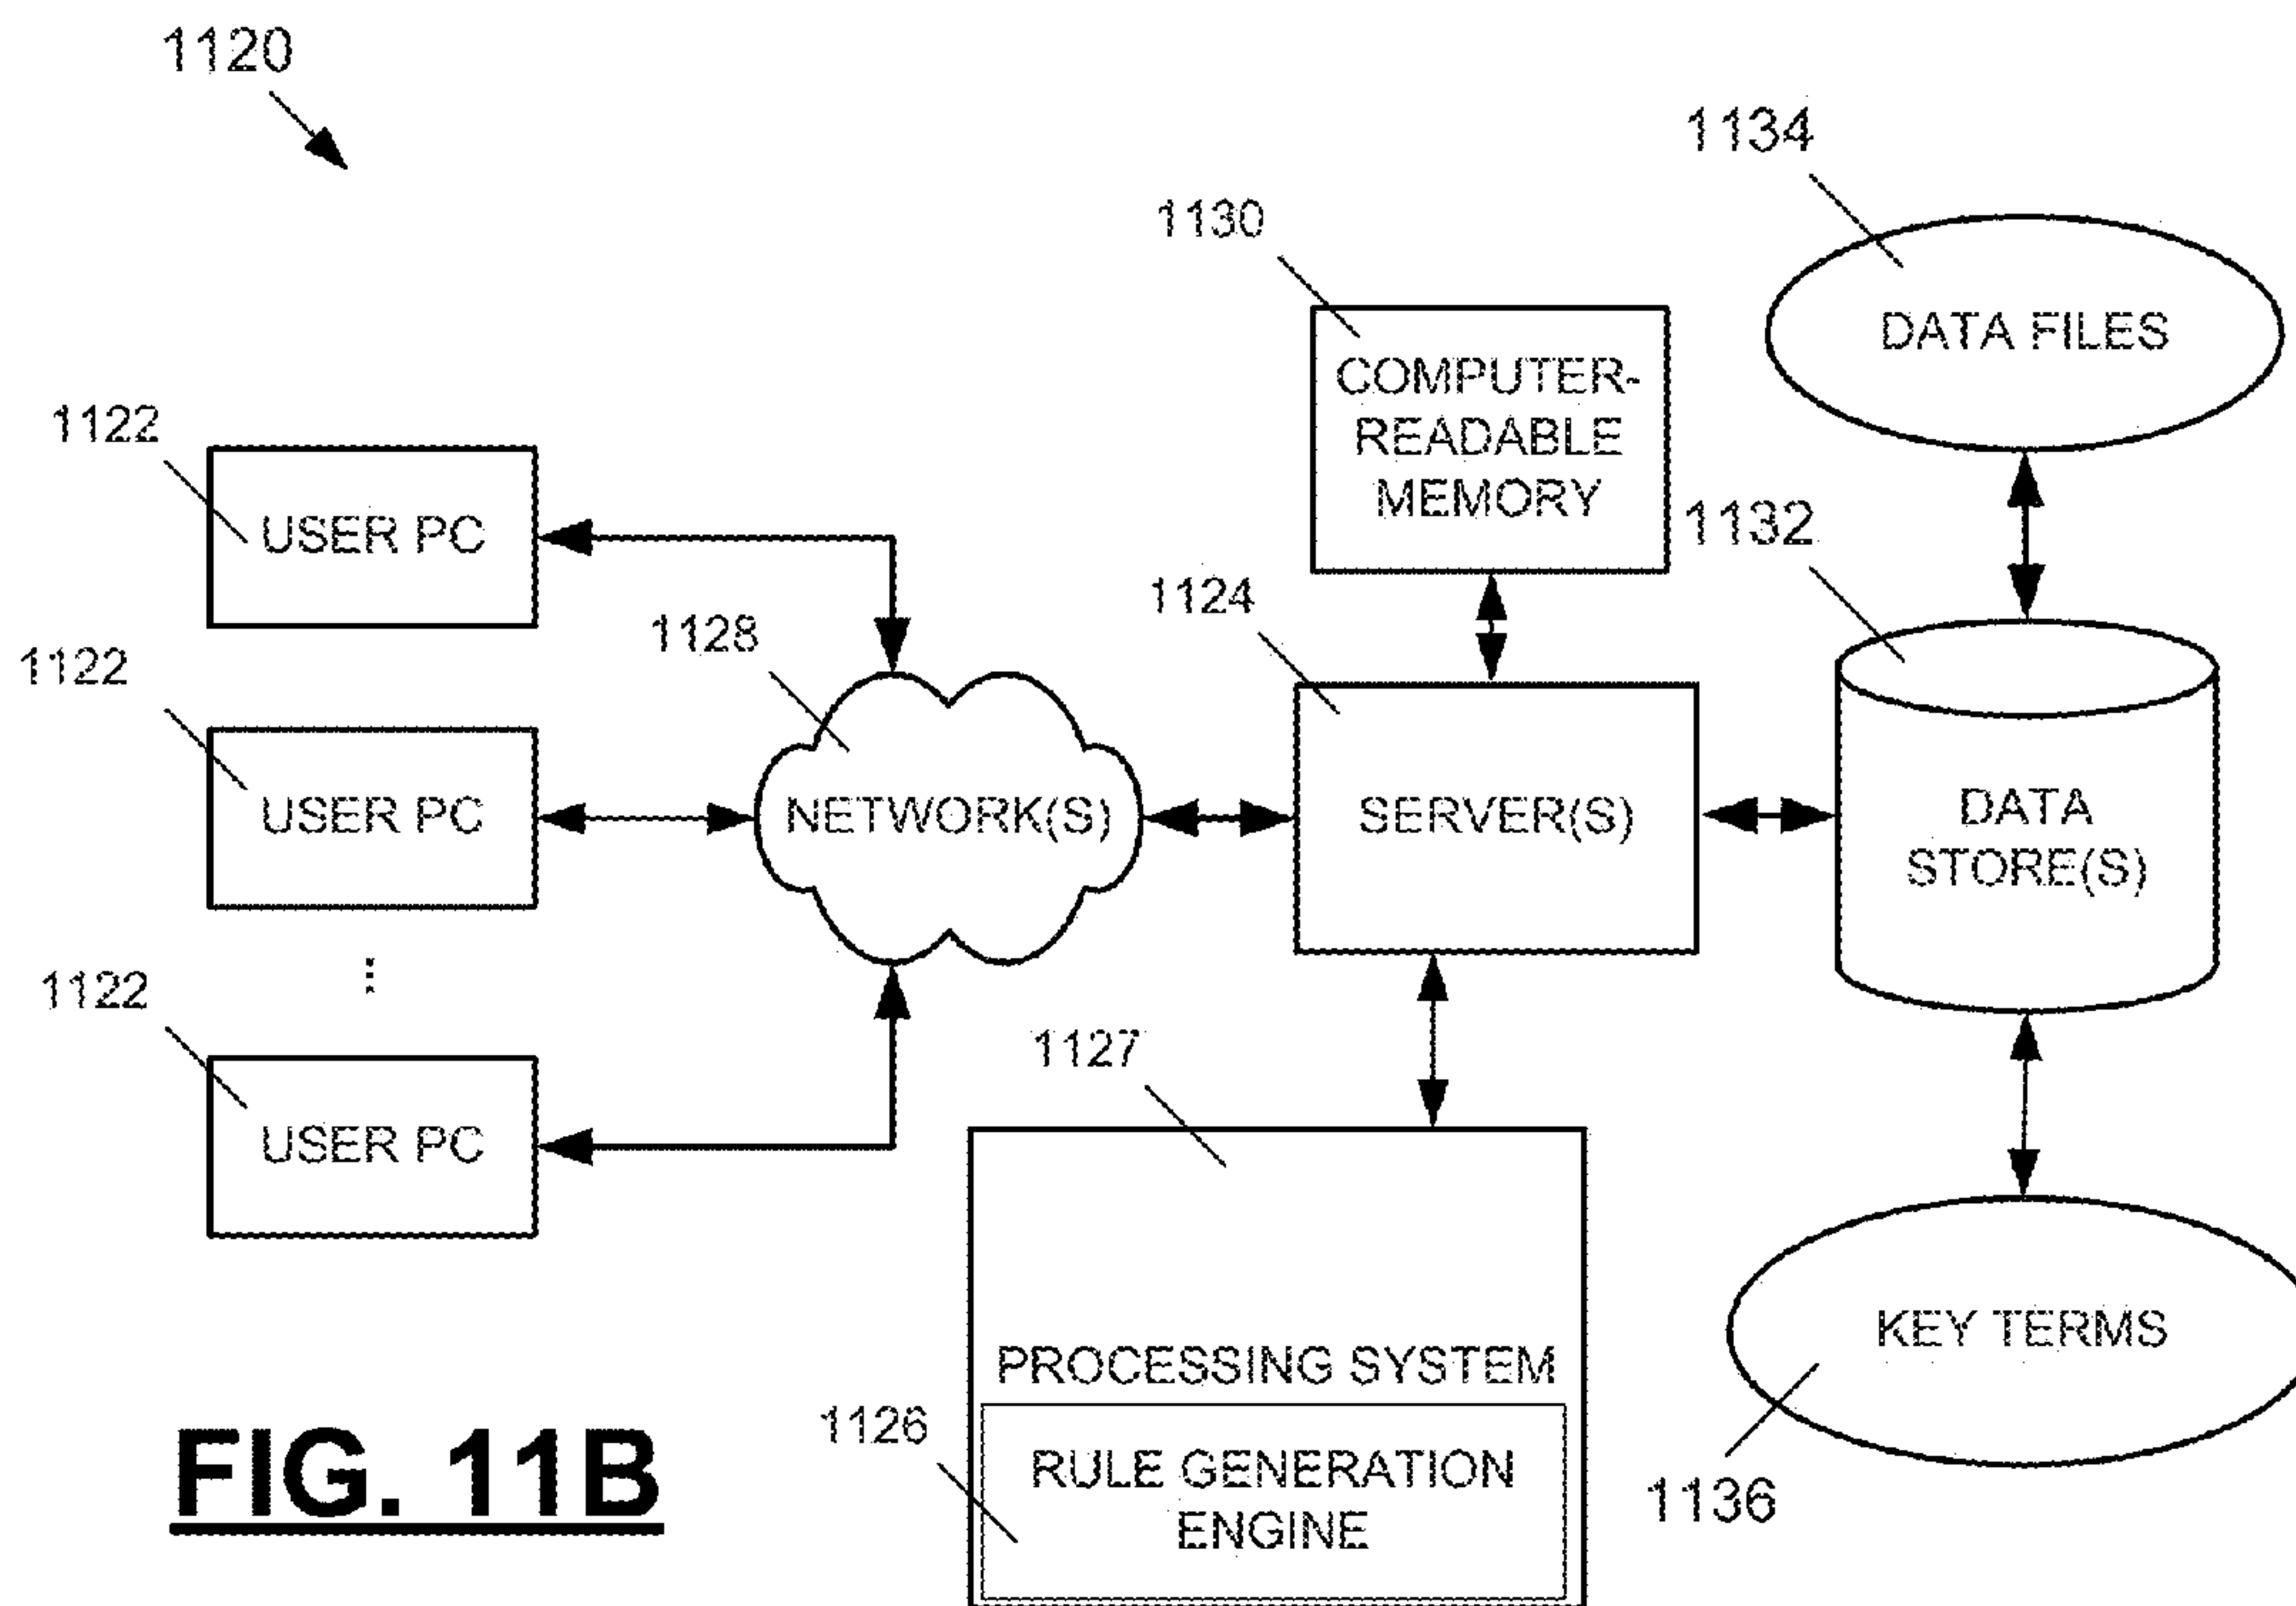 1120
1134
1130
DATA FILES
COMPUTER-
READABLE
MEMORY
1122
USER PC
1132
1124
1128
1122
USER PC
NETWORK(S)
SERVER(S)
DATA
STORE(S)
1122
⋮
USER PC
1127
PROCESSING SYSTEM
KEY TERMS
1126
RULE GENERATION
ENGINE
1136
FIG. 11B